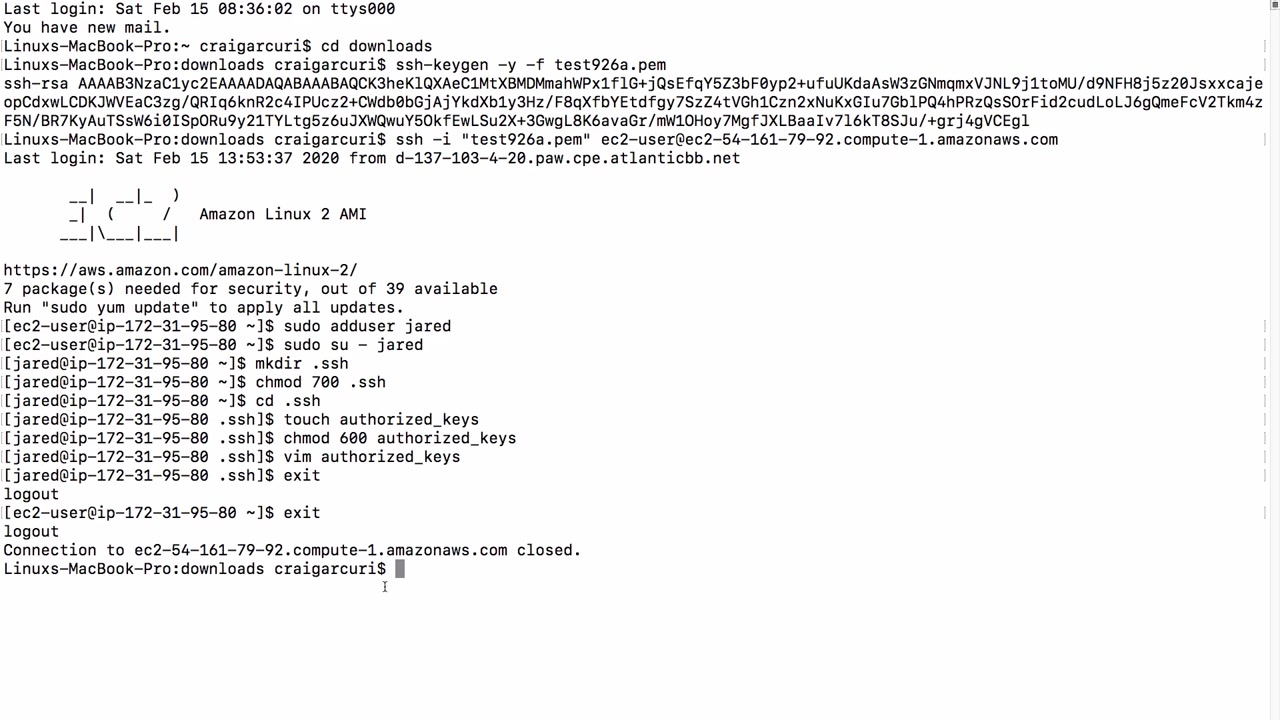 Last login: Sat Feb 15 08:36:02 on ttys000
You have new mail.
Linuxs-MacBook-Pro:~ craigarcuri$ cd downloads
Linuxs-MacBook-Pro:downloads craigarcuri$ ssh-keygen -y -f test926a.pem
ssh-rsa AAAAB3NzaC1yc2EAAAADAQABAAABAQCK3heKlQXAeC1MtXBMDMmahWPx1flG+jQsEfqY5Z3bF0yp2+ufuUKdaAsW3zGNmqmxVJNL9j1toMU/d9NFH8j5z20Jsxxcaje
opCdxwLCDKJWVEaC3zg/QRIq6knR2c4IPUcz2+CWdb0bGjAjYkdXb1y3Hz/F8qXfbYEtdfgy7SzZ4tVGh1Czn2xNuKxGIu7GblPQ4hPRzQsSOrFid2cudLoLJ6gQmeFcV2Tkm4z
F5N/BR7KyAuTSsW6i0ISpORu9y21TYLtg5z6uJXWQwuY5OkfEwLSu2X+3GwgL8K6avaGr/mW1OHoy7MgfJXLBaaIv7l6kT8SJu/+grj4gVCEgl
Linuxs-MacBook-Pro:downloads craigarcuri$ ssh -i "test926a.pem" ec2-user@ec2-54-161-79-92.compute-1.amazonaws.com
Last login: Sat Feb 15 13:53:37 2020 from d-137-103-4-20.paw.cpe.atlanticbb.net
       __|  __|_  )
       _|  (     /   Amazon Linux 2 AMI
      ___|\___|___|
https://aws.amazon.com/amazon-linux-2/
7 package(s) needed for security, out of 39 available
Run "sudo yum update" to apply all updates.
[ec2-user@ip-172-31-95-80 ~]$ sudo adduser jared
[ec2-user@ip-172-31-95-80 ~]$ sudo su - jared
[jared@ip-172-31-95-80 ~]$ mkdir .ssh
[jared@ip-172-31-95-80 ~]$ chmod 700 .ssh
[jared@ip-172-31-95-80 ~]$ cd .ssh
[jared@ip-172-31-95-80 .ssh]$ touch authorized_keys
[jared@ip-172-31-95-80 .ssh]$ chmod 600 authorized_keys
[jared@ip-172-31-95-80 .ssh]$ vim authorized_keys
[jared@ip-172-31-95-80 .ssh]$ exit
logout
[ec2-user@ip-172-31-95-80 ~]$ exit
logout
Connection to ec2-54-161-79-92.compute-1.amazonaws.com closed.
Linuxs-MacBook-Pro:downloads craigarcuri$